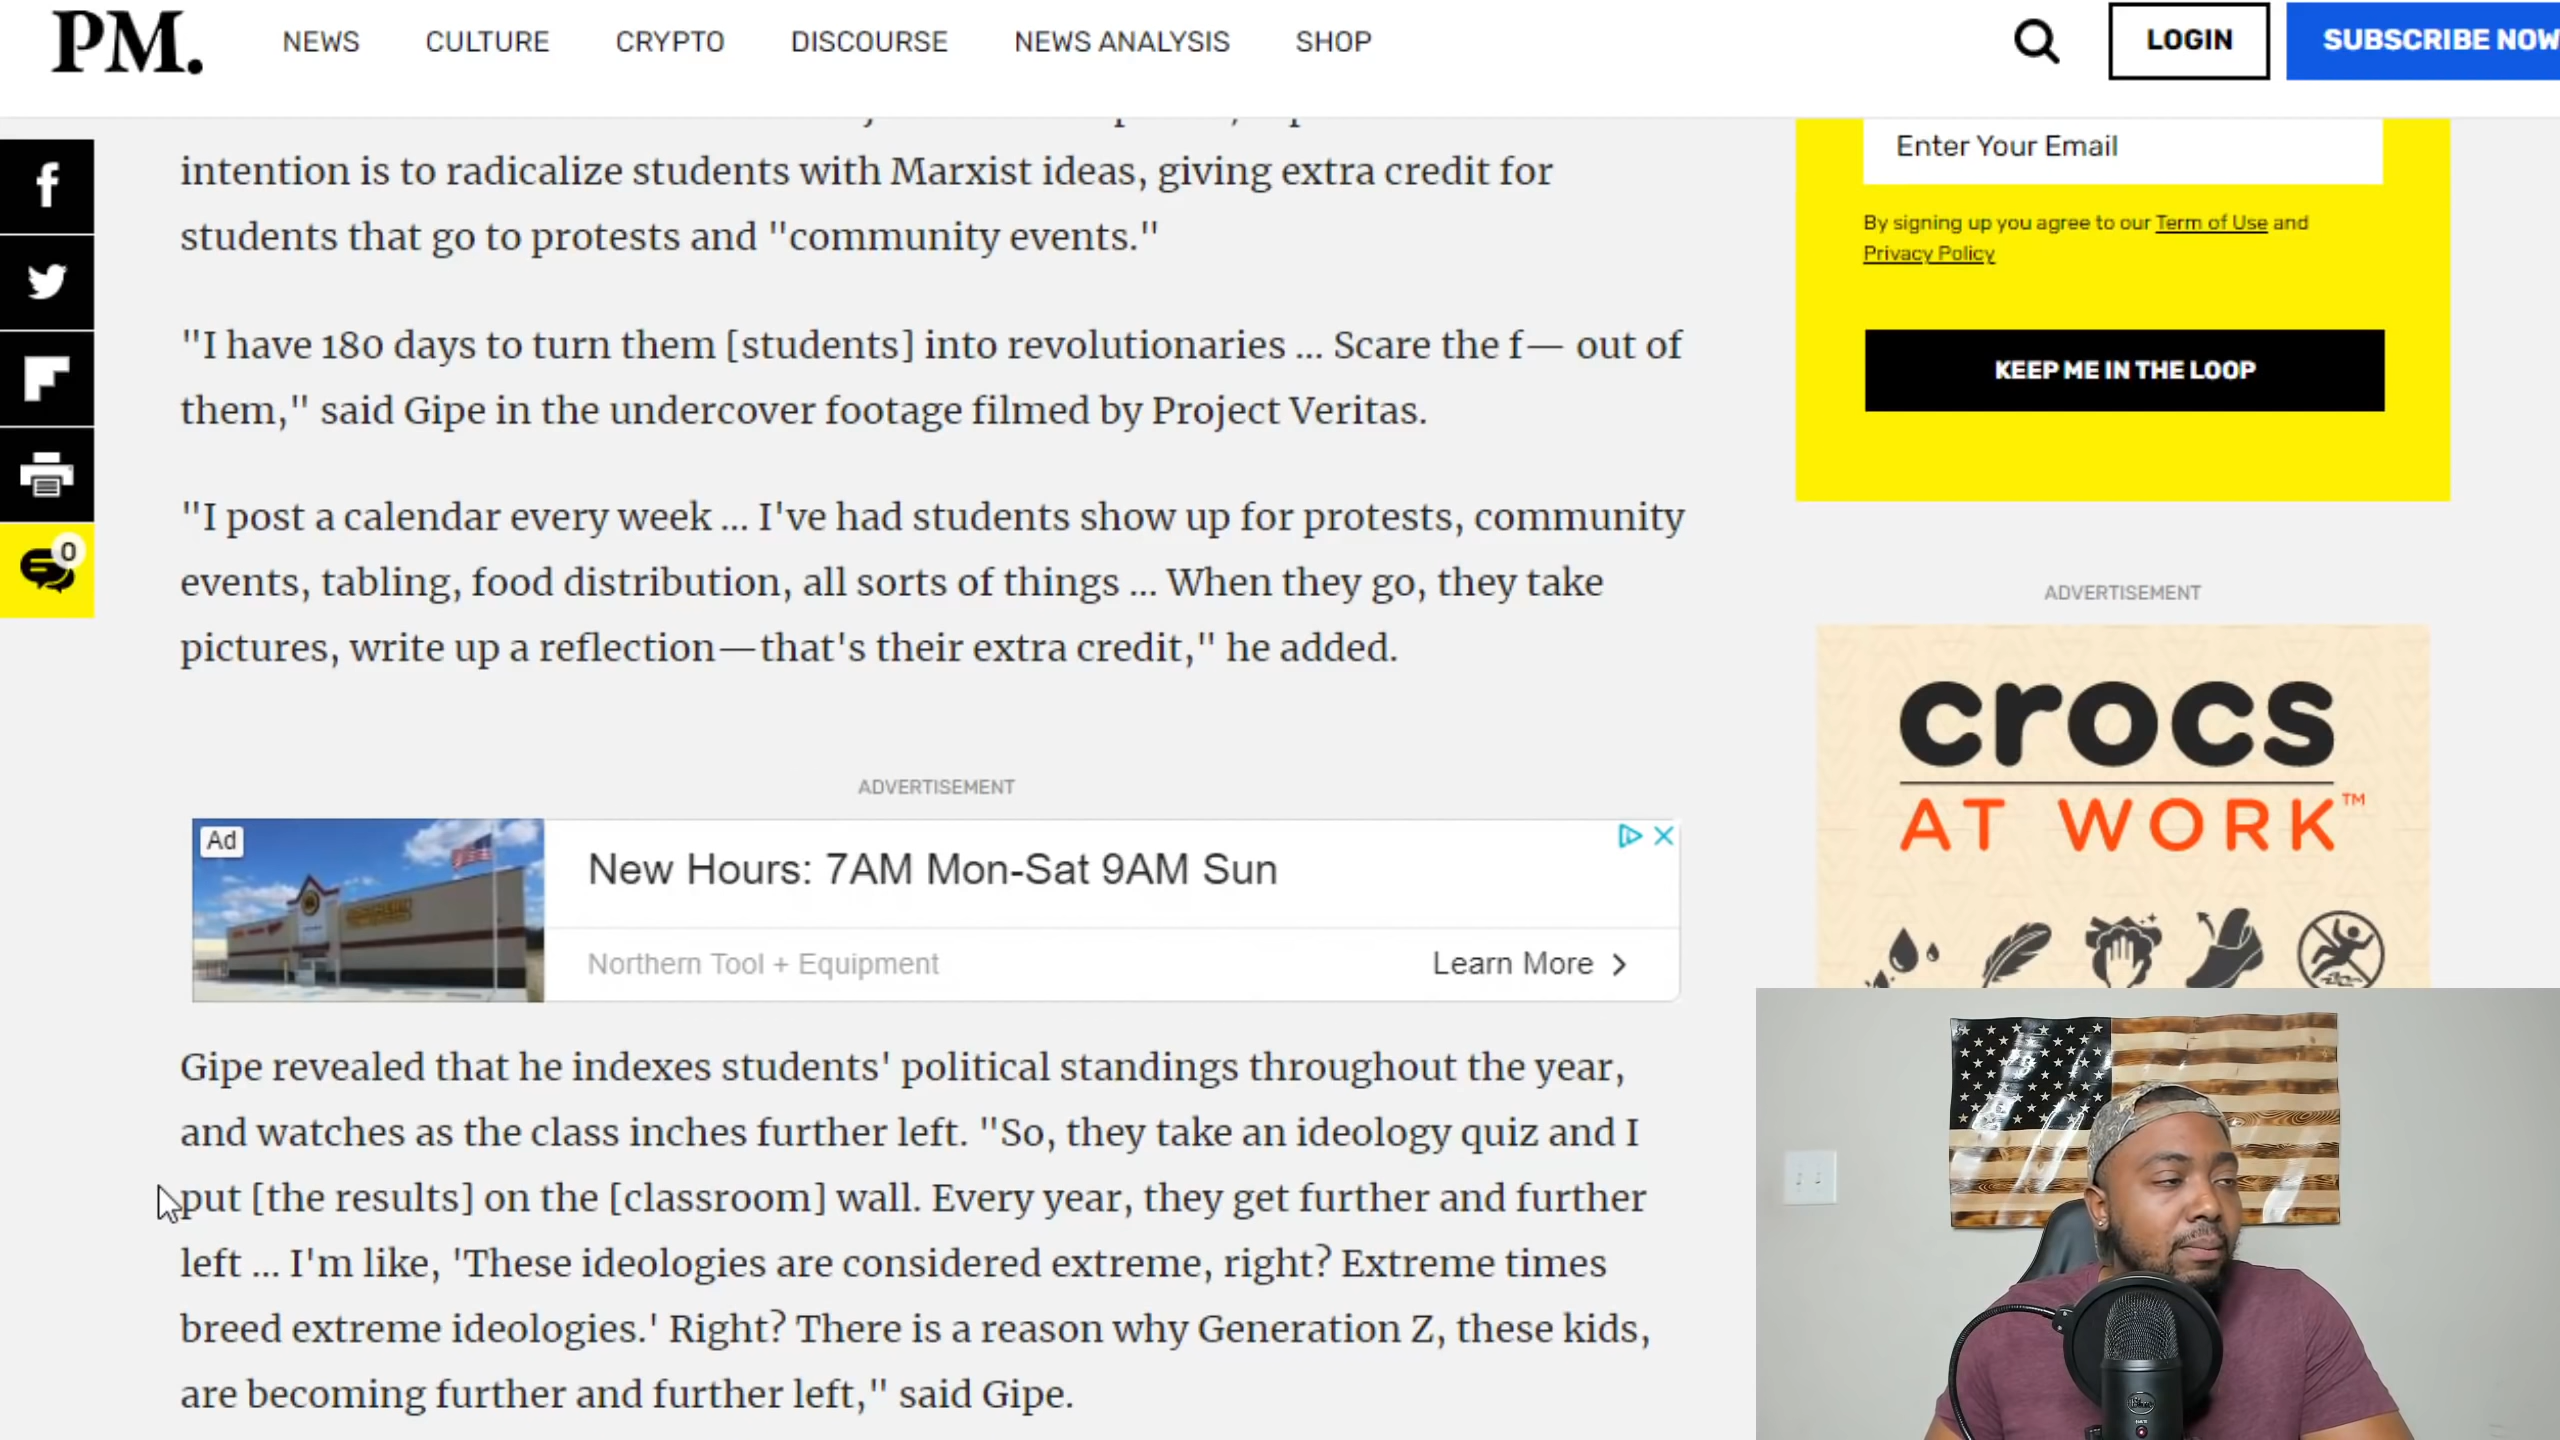 PM.
NEWS CULTURE CRYPTO DISCOURSE NEWS ANALYSIS SHOP
LOGIN
SUBSCRIBE NOW
intention is to radicalize students with Marxist ideas, giving extra credit for
students that go to protests and "community events."
"I have 180 days to turn them [students] into revolutionaries ... Scare the f— out of
them," said Gipe in the undercover footage filmed by Project Veritas.
"I post a calendar every week ... I've had students show up for protests, community
events, tabling, food distribution, all sorts of things ... When they go, they take
pictures, write up a reflection—that's their extra credit," he added.
0
ADVERTISEMENT
Ad
New Hours: 7AM Mon-Sat 9AM Sun
Northern Tool + Equipment
Learn More
Gipe revealed that he indexes students' political standings throughout the year,
and watches as the class inches further left. "So, they take an ideology quiz and I
put [the results] on the [classroom] wall. Every year, they get further and further
left ... I'm like, 'These ideologies are considered extreme, right? Extreme times
breed extreme ideologies.' Right? There is a reason why Generation Z, these kids,
are becoming further and further left," said Gipe.
Enter Your Email
By signing up you agree to our Term of Use and
Privacy Policy
KEEP ME IN THE LOOP
ADVERTISEMENT
crocs
AT WORK™